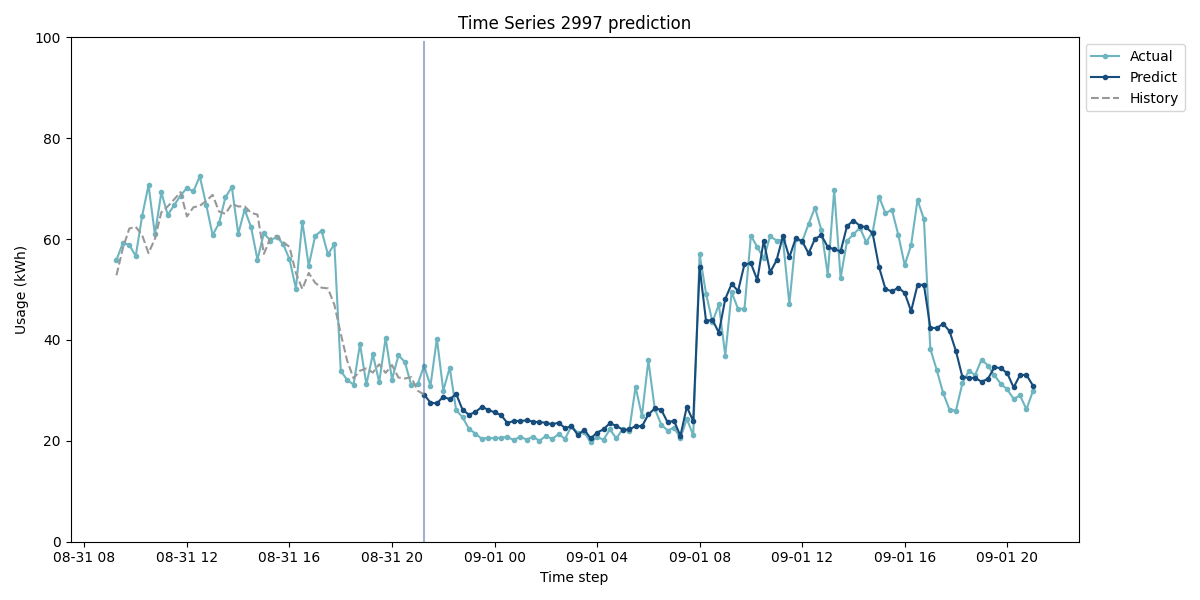 Time Series 2997 prediction
Usage (kWh)
100
80
60
40
20
0
08-31 08
08-31 12
08-31 16
08-31 20
09-01 00
09-01 04
09-01 08
09-01 12
09-01 16
09-01 20
Time step
Actual
Predict
History